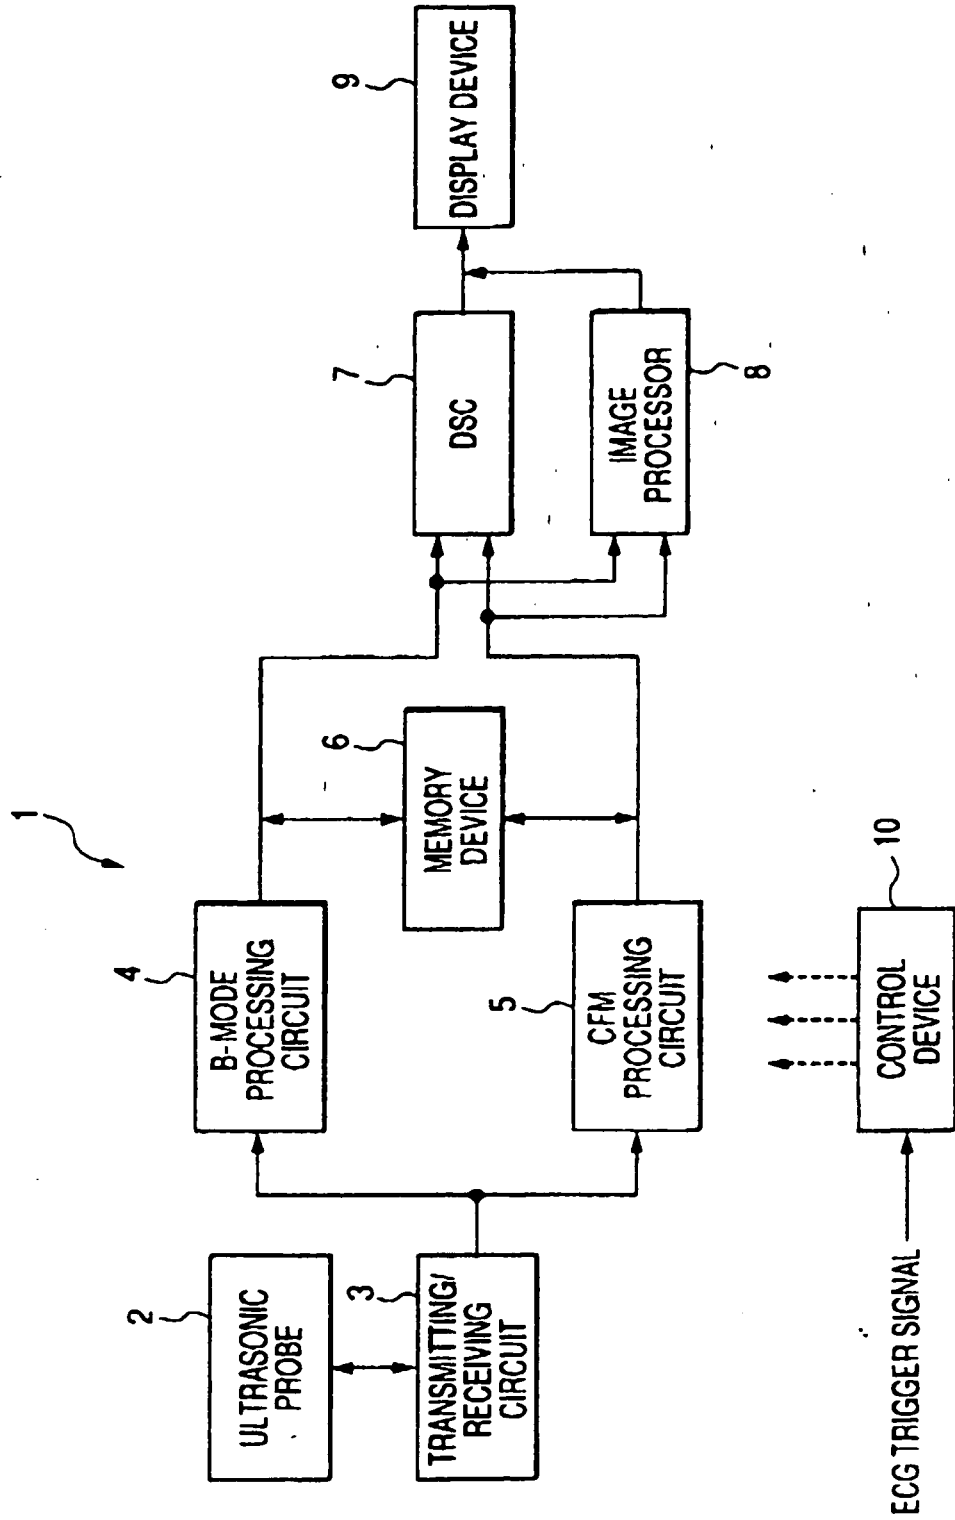 1
2
ULTRASONIC
PROBE
3
TRANSMITTING/
RECEIVING
CIRCUIT
4
B-MODE
PROCESSING
CIRCUIT
5
CFM
PROCESSING
CIRCUIT
6
MEMORY
DEVICE
7
DSC
8
IMAGE
PROCESSOR
9
DISPLAY DEVICE
10
CONTROL
DEVICE
ECG TRIGGER SIGNAL